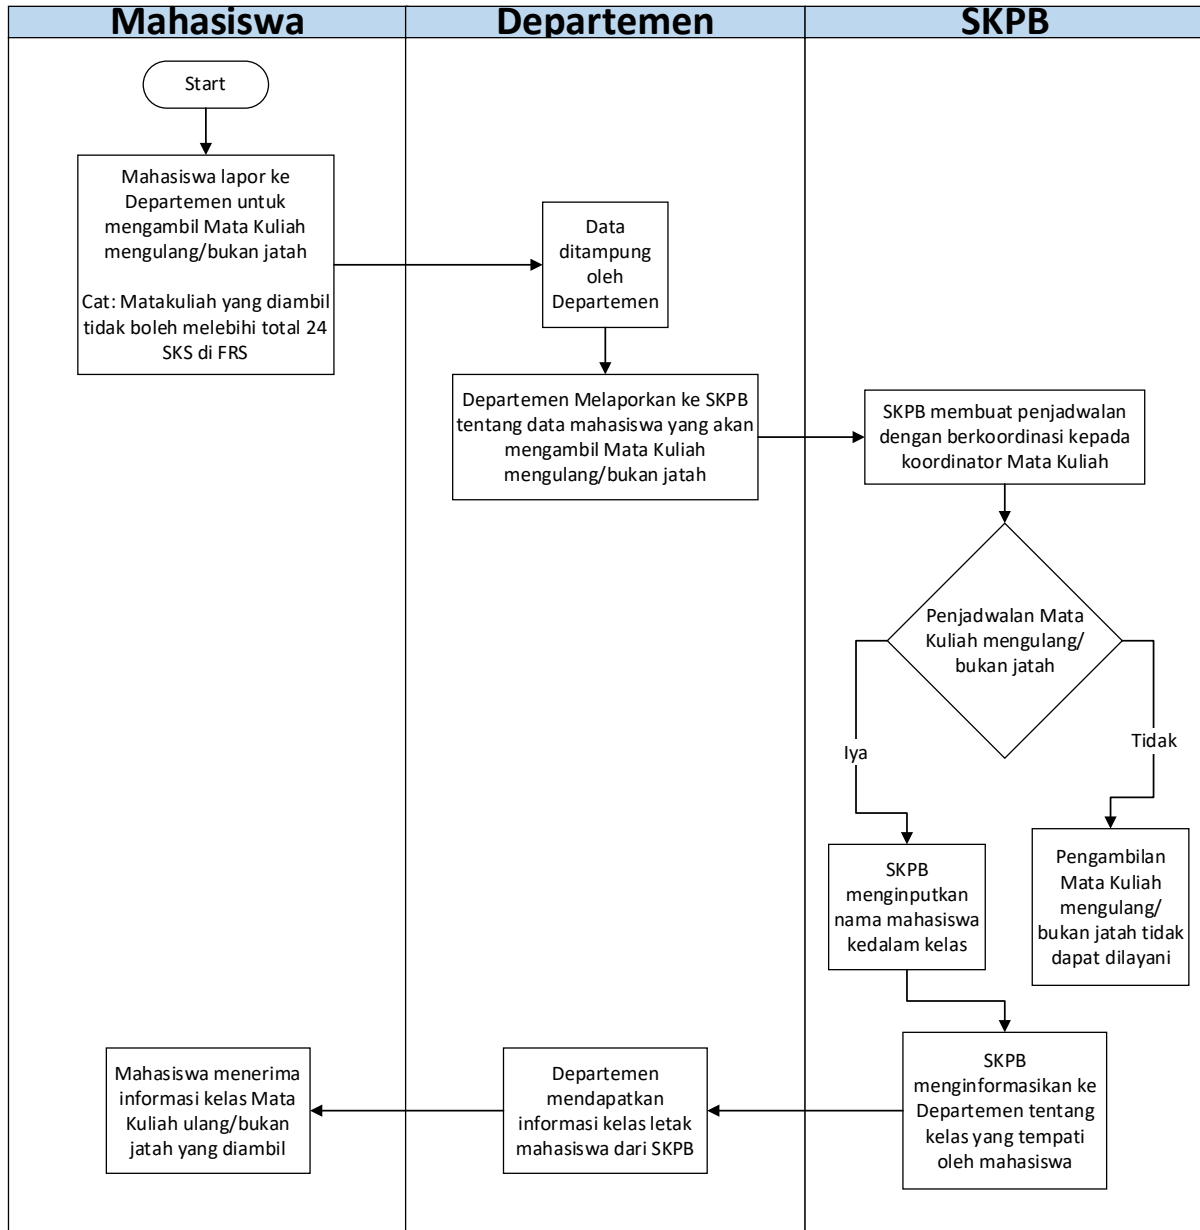 Mahasiswa
Departemen
SKPB
Start
Mahasiswa lapor ke
Departemen untuk
mengambil Mata Kuliah
mengulang/bukan jatah
Cat: Matakuliah yang diambil
tidak boleh melebihi total 24
SKS di FRS
Data
ditampung
oleh
Departemen
Departemen Melaporkan ke SKPB
tentang data mahasiswa yang akan
mengambil Mata Kuliah
mengulang/bukan jatah
SKPB membuat penjadwalan
dengan berkoordinasi kepada
koordinator Mata Kuliah
Penjadwalan Mata
Kuliah mengulang/
bukan jatah
Iya
Tidak
SKPB
menginputkan
nama mahasiswa
kedalam kelas
Pengambilan
Mata Kuliah
mengulang/
bukan jatah tidak
dapat dilayani
SKPB
menginformasikan ke
Departemen tentang
kelas yang tempati
oleh mahasiswa
Departemen
mendapatkan
informasi kelas letak
mahasiswa dari SKPB
Mahasiswa menerima
informasi kelas Mata
Kuliah ulang/bukan
jatah yang diambil